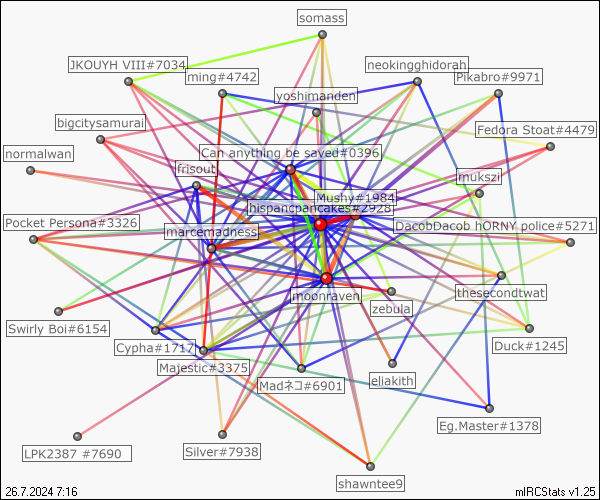 somass
JKOUYH VIII#7034
neokingghidorah
ming#4742
Pikabro#9971
yoshimanden
bigcitysamurai
Fedora Stoat#4479
normalwan
Can anything be saved#0396
frisout
mukszi
Mushy#1984
hispancpancakes#2928
Pocket Persona#3326
DacobDacob hORNY police#5271
marcemadness
moonraven
thesecondtwat
zebula
Swirly Boi#6154
Cypha#1717
Duck#1245
Majestic#3375
eliakith
Madネコ#6901
Eg.Master#1378
LPK2387 #7690
Silver#7938
shawntee9
26.7.2024 7:16
mIRCStats v1.25